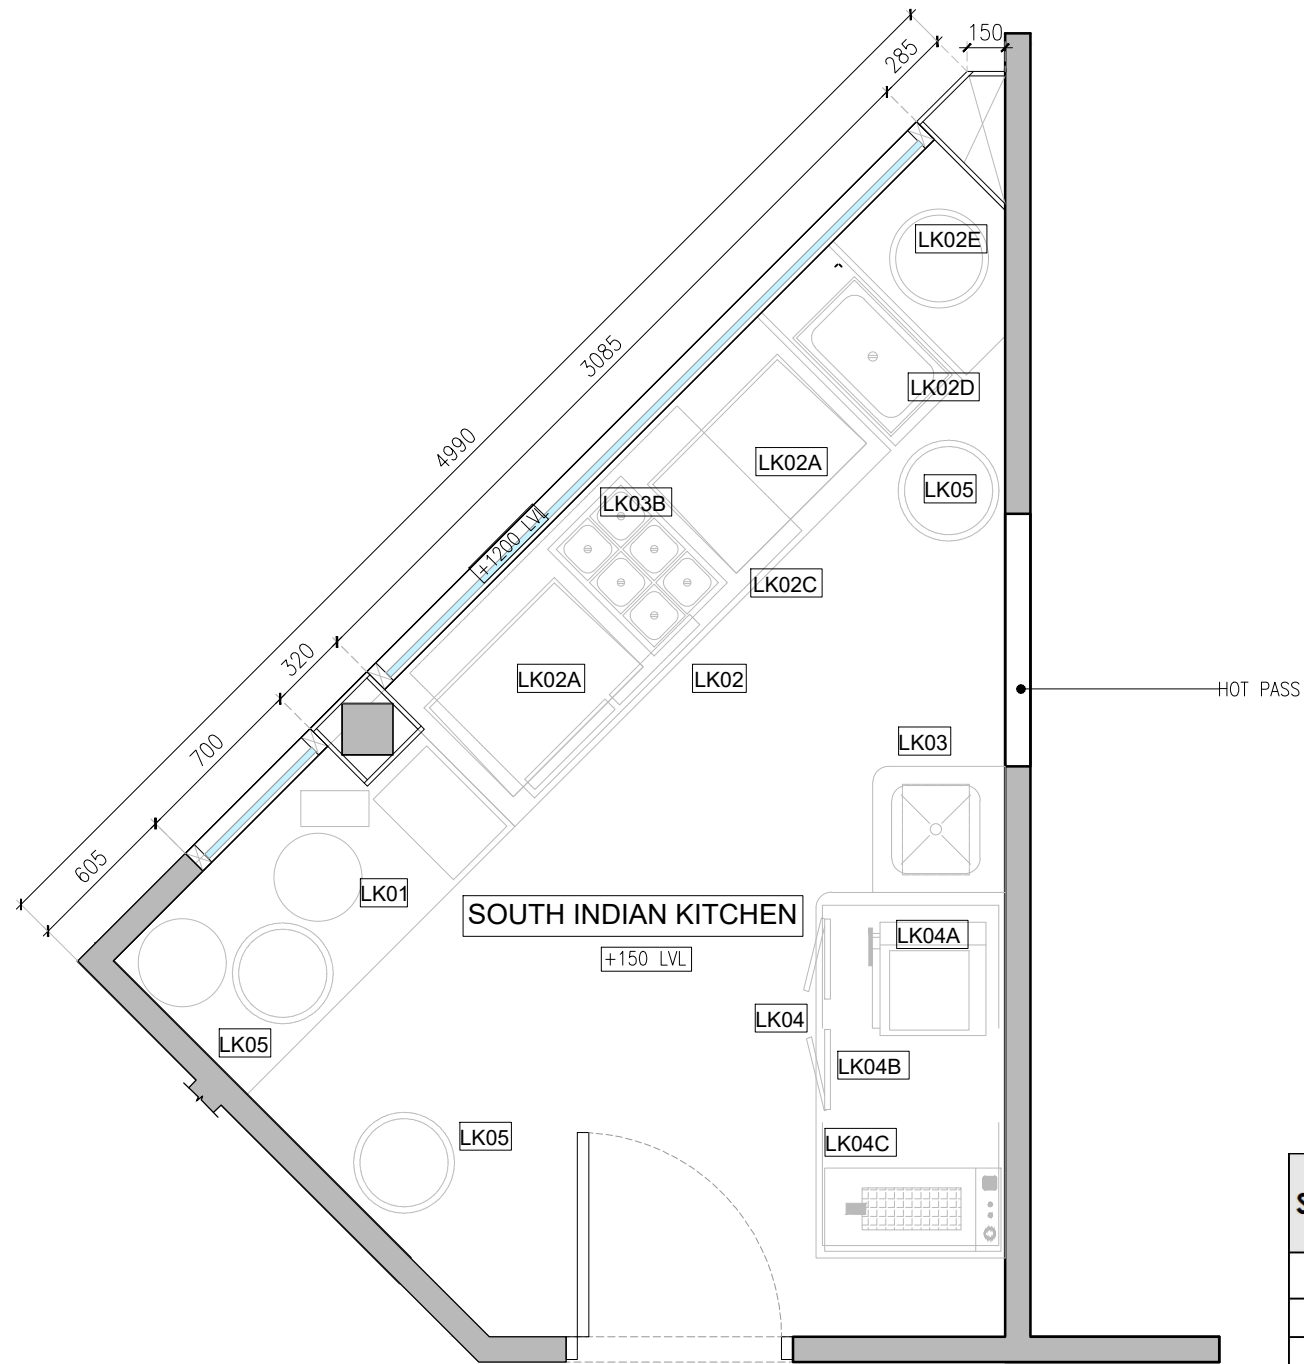 150
285
LK02E
3085
LK02D
4990
LK02A
LK05
LK03B
+1200 LVL
LK02C
320
LK02A
LK02
HOT PASS
700
LK03
605
LK01
SOUTH INDIAN KITCHEN
LK04A
+150 LVL
LK04
LK05
LK04B
LK05
LK04C
S